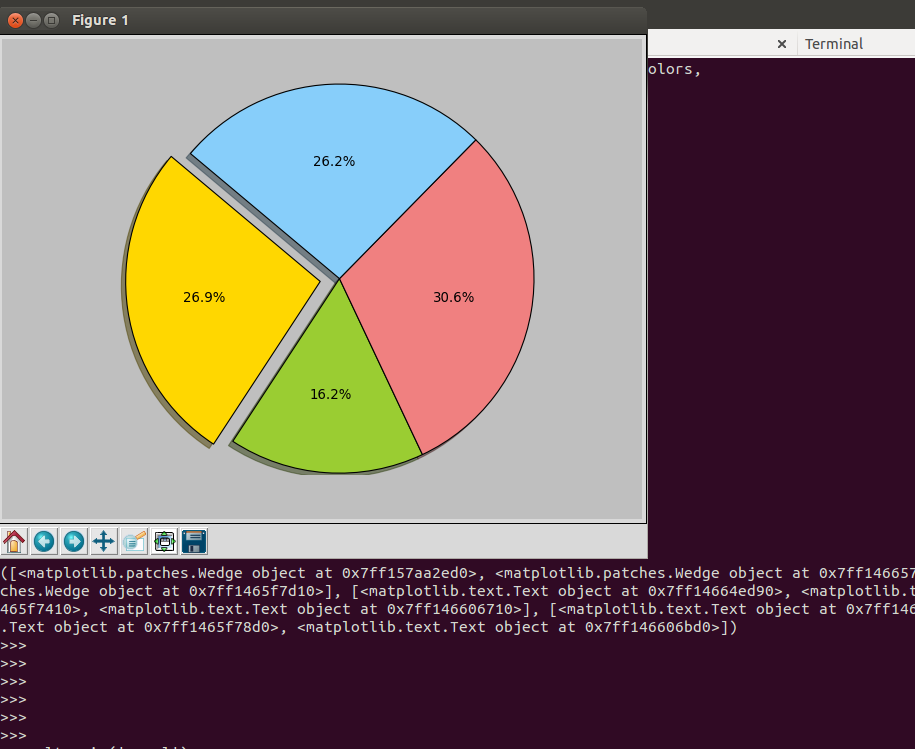 Figure 1
Terminal
olors,
26.2%
26.9%
30.6%
16.2%
([<matplotlib.patches.Wedge object at 0x7ff157aa2ed0>, <matplotlib.patches.Wedge object at 0x7ff146657
ches.Wedge object at 0x7ff1465f7d10>], [<matplotlib.text.Text object at 0x7ff14664ed90>, <matplotlib.t
465f7410>, <matplotlib.text.Text object at 0x7ff146606710>], [<matplotlib.text.Text object at 0x7ff146
.Text object at 0x7ff1465f78d0>, <matplotlib.text.Text object at 0x7ff146606bd0>])
>>>
>>>
>>>
>>>
>>>
>>>